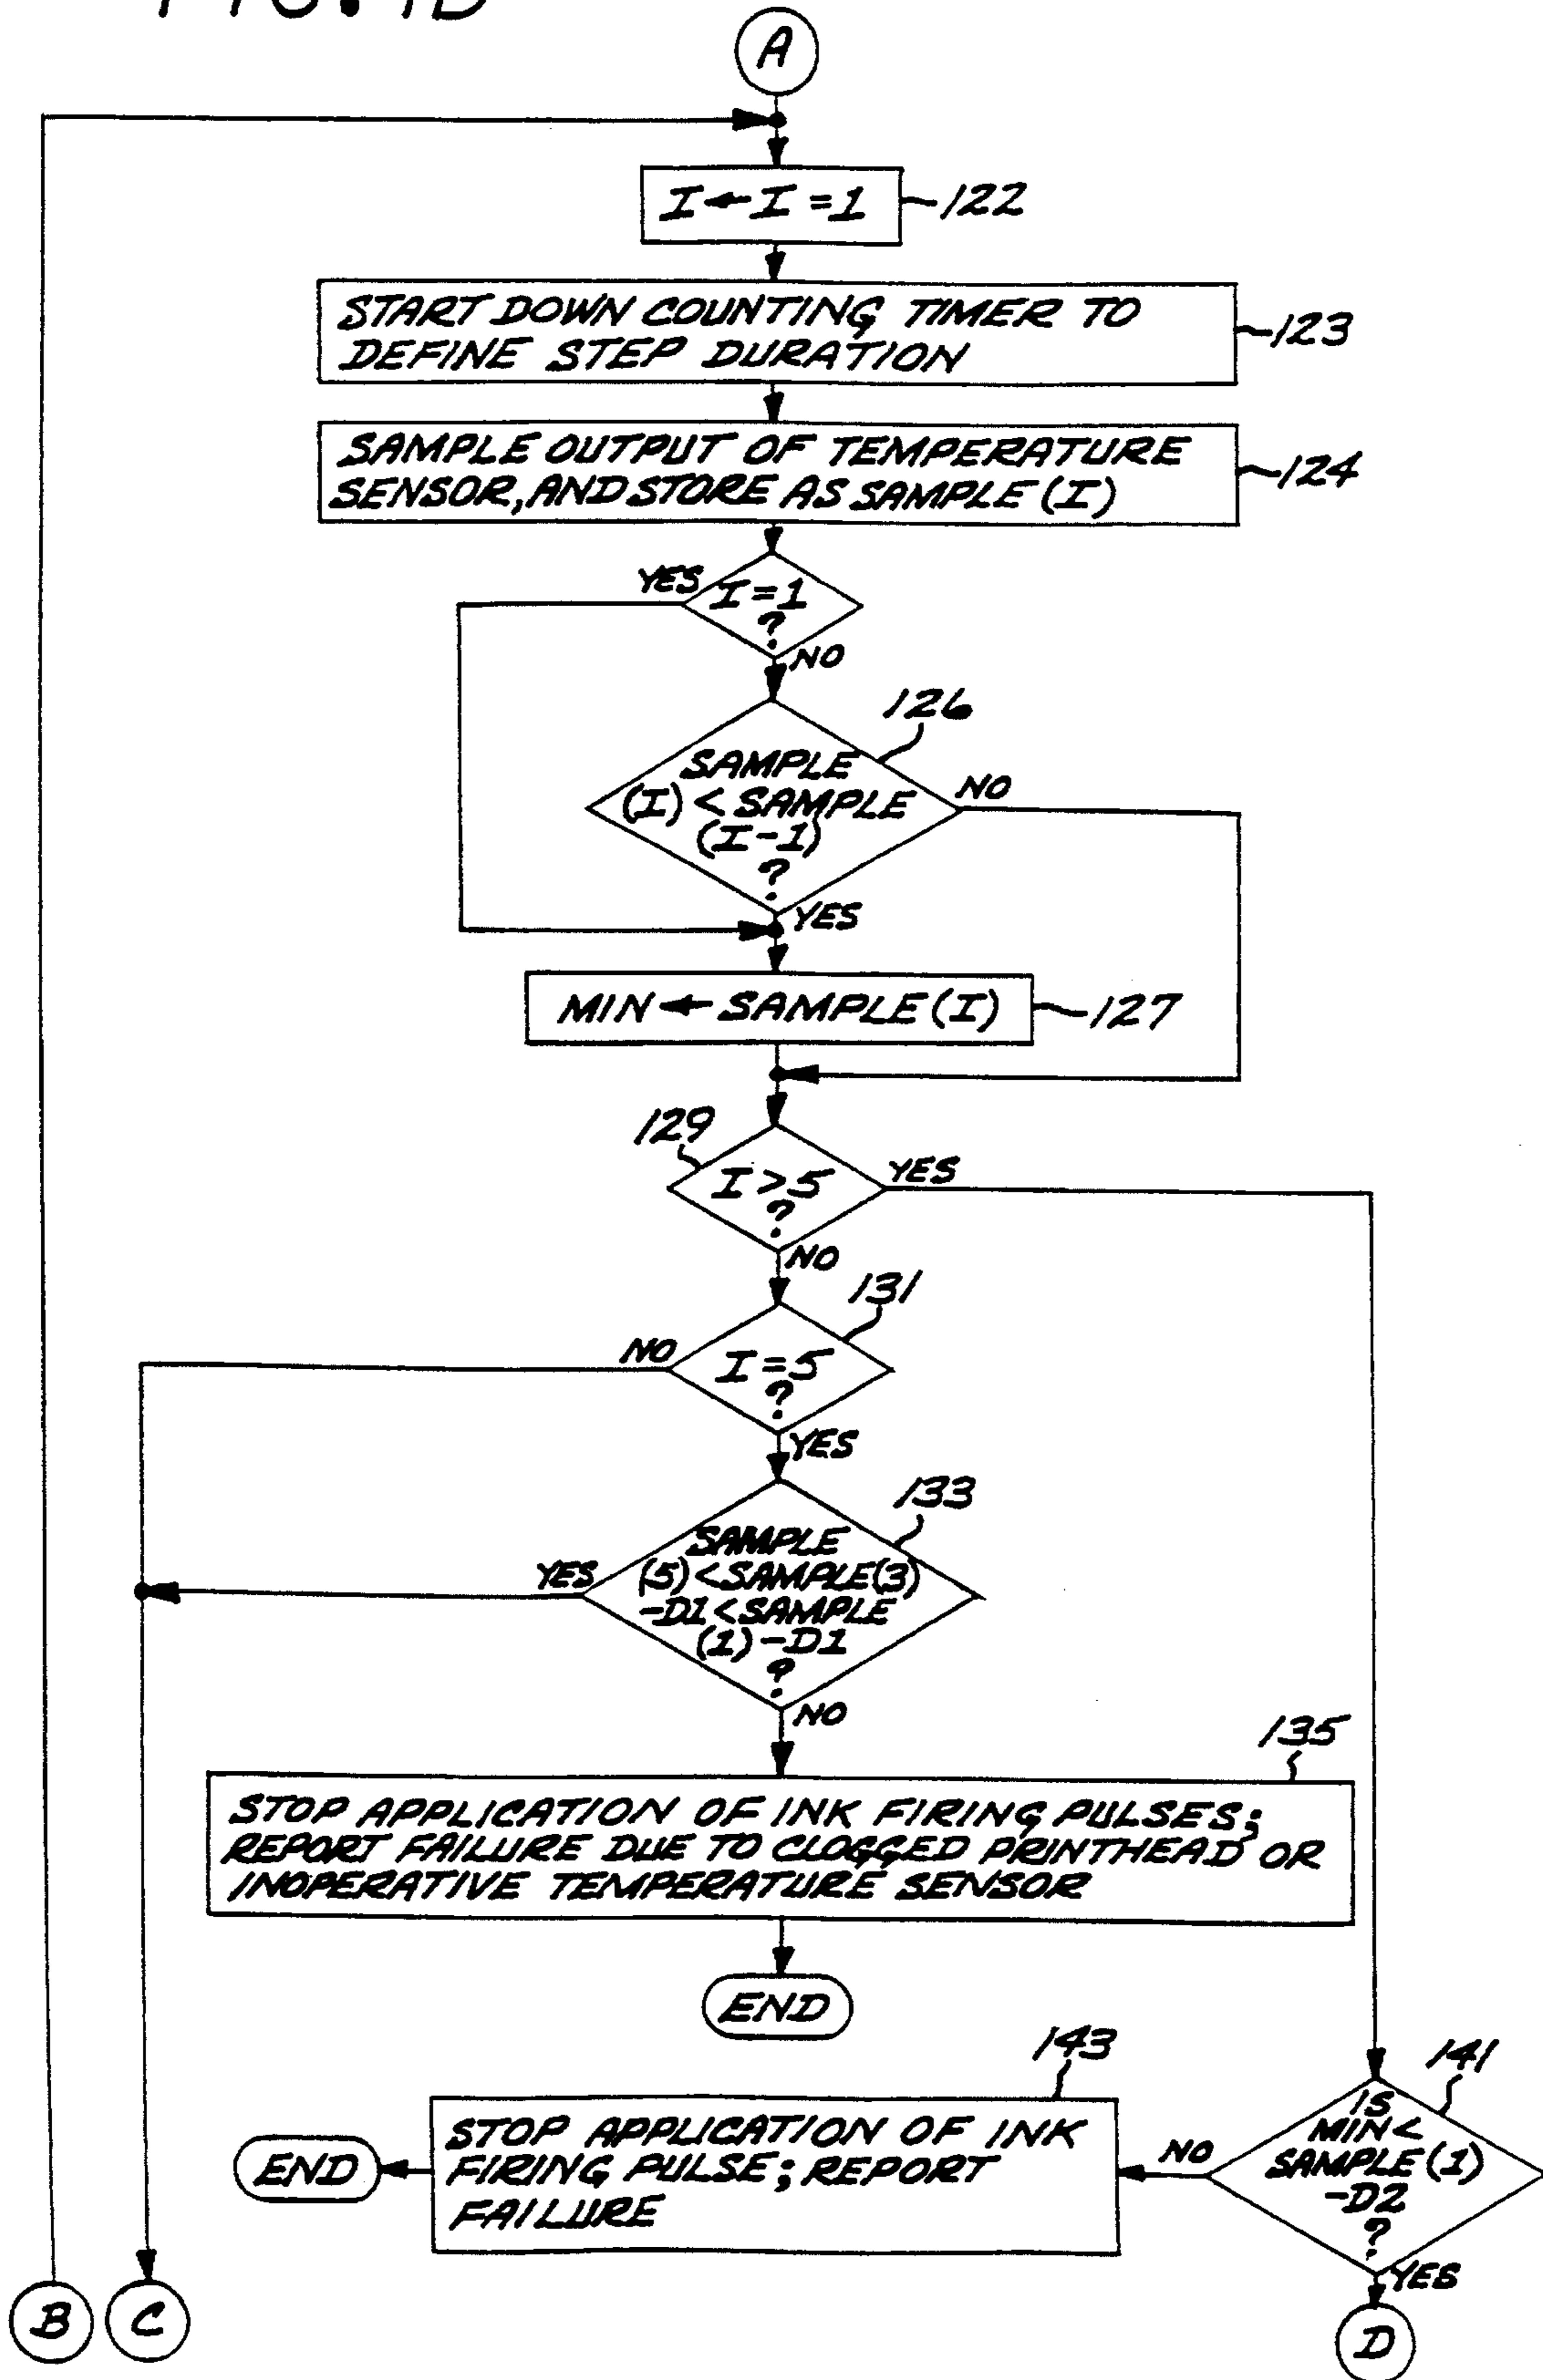 A
I ← I = 1
122
START DOWN COUNTING TIMER TO
DEFINE STEP DURATION
123
SAMPLE OUTPUT OF TEMPERATURE
SENSOR, AND STORE AS SAMPLE (I)
124
YES
I = 1
?
NO
126
SAMPLE
(I) < SAMPLE
(I-1)
?
NO
YES
MIN ← SAMPLE (I)
127
129
I > 5
?
YES
NO
131
NO
I = 5
?
YES
133
YES
SAMPLE
(5) < SAMPLE(3)
-D1 < SAMPLE
(1) -D1
?
NO
135
STOP APPLICATION OF INK FIRING PULSES;
REPORT FAILURE DUE TO CLOGGED PRINTHEAD OR
INOPERATIVE TEMPERATURE SENSOR
END
143
141
END
STOP APPLICATION OF INK
FIRING PULSE; REPORT
FAILURE
NO
IS
MIN <
SAMPLE (1)
-D2
?
YES
B
C
D